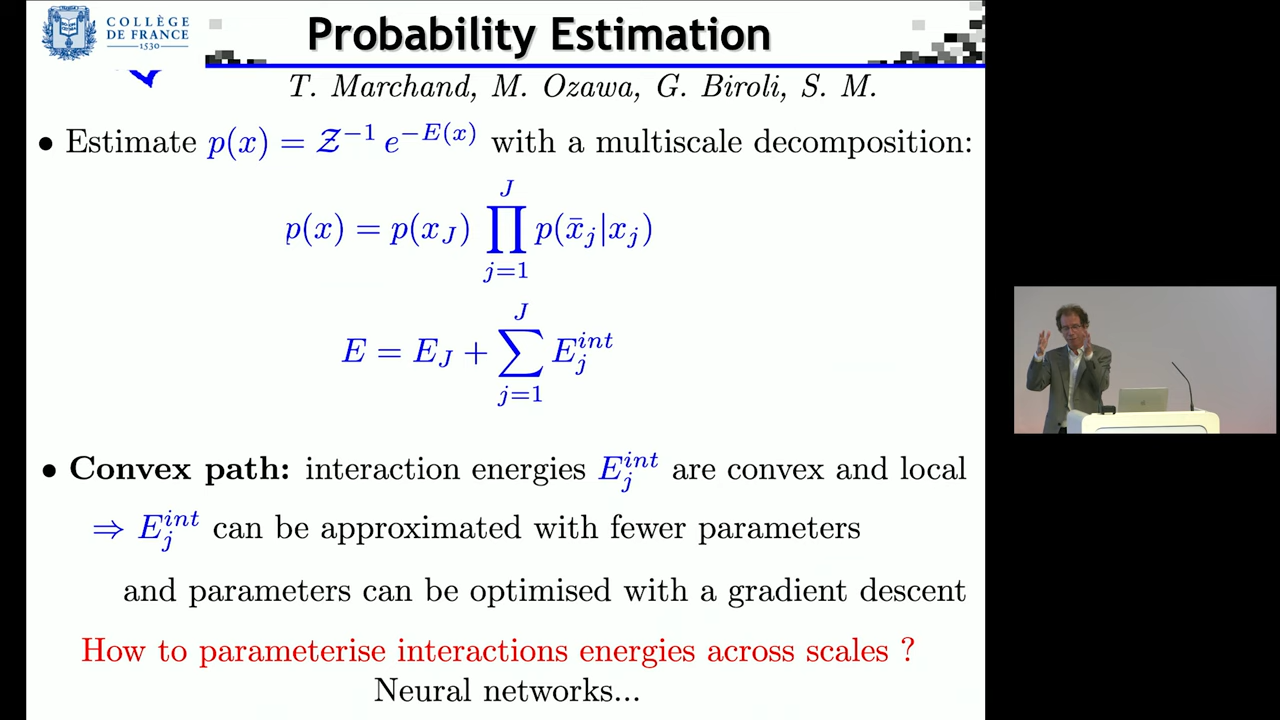 COLLÈGE
DE FRANCE
1530
Probability Estimation
T. Marchand, M. Ozawa, G. Biroli, S. M.
• Estimate p(x) = Z⁻¹ e^{−E(x)} with a multiscale decomposition:
p(x) = p(x_J) ∏_{j=1}^{J} p(x̄_j|x_j)
E = E_J + ∑_{j=1}^{J} E_j^{int}
• Convex path: interaction energies E_j^{int} are convex and local
⇒ E_j^{int} can be approximated with fewer parameters
and parameters can be optimised with a gradient descent
How to parameterise interactions energies across scales ?
Neural networks...